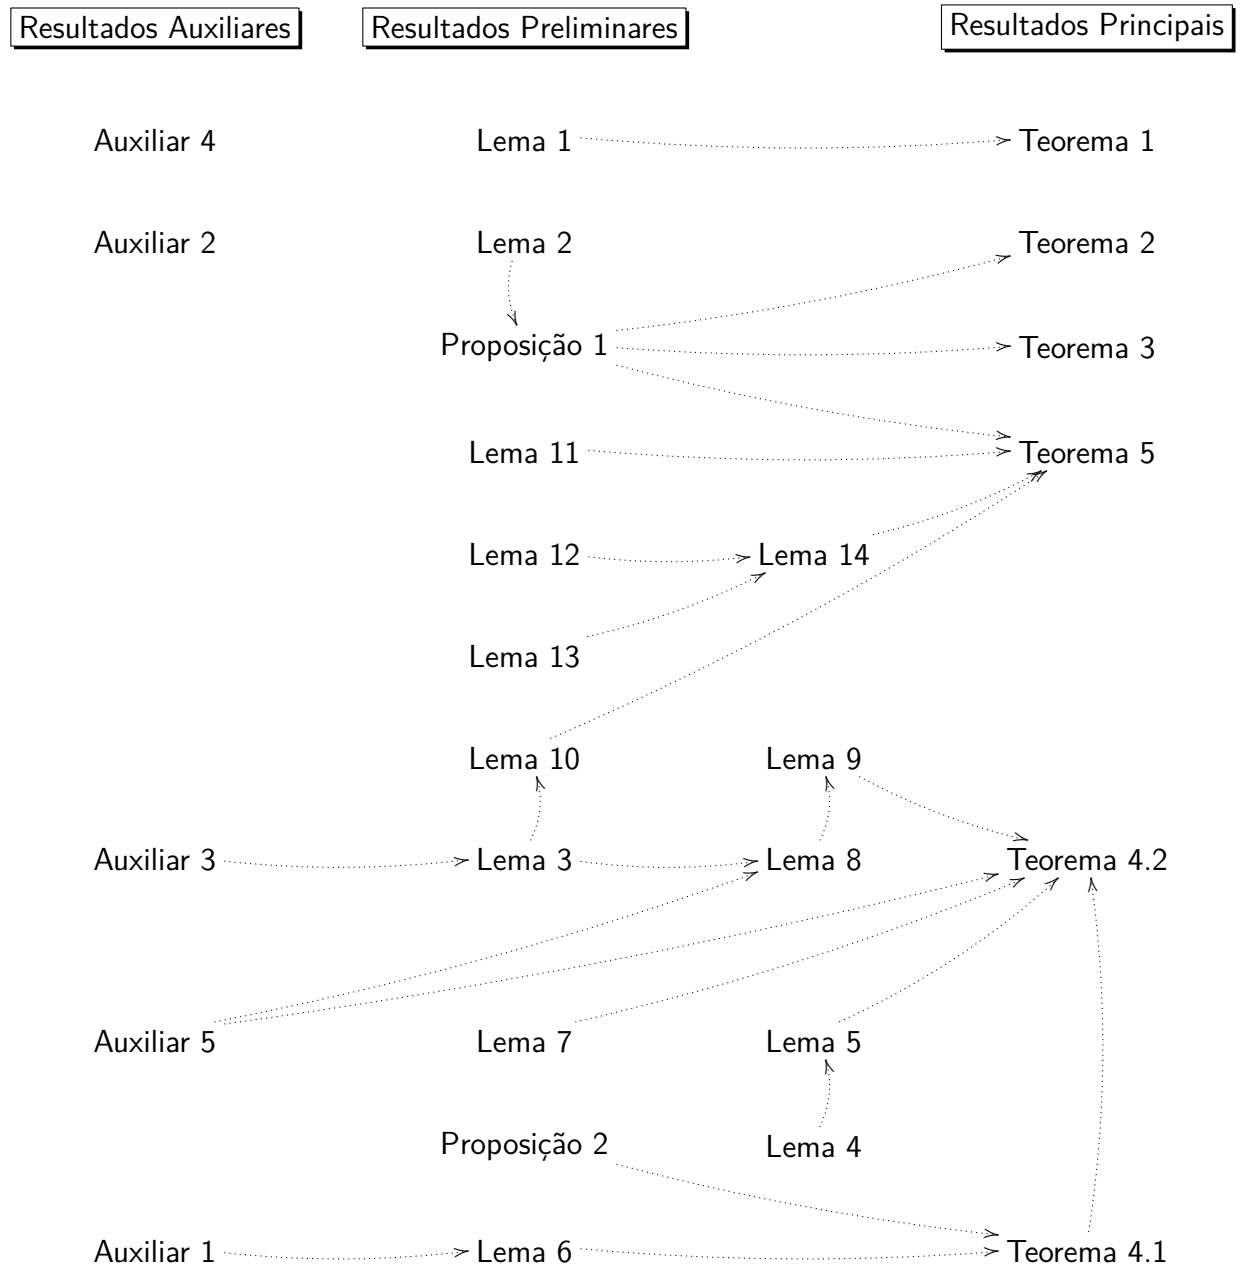 Resultados Auxiliares Resultados Preliminares Resultados Principais
Auxiliar 4 Lema 1 Teorema 1
Auxiliar 2 Lema 2 Teorema 2
Proposição 1 Teorema 3
Lema 11 Teorema 5
Lema 12 Lema 14
Lema 13
Lema 10 Lema 9
Auxiliar 3 Lema 3 Lema 8 Teorema 4.2
Auxiliar 5 Lema 7 Lema 5
Proposição 2 Lema 4
Auxiliar 1 Lema 6 Teorema 4.1